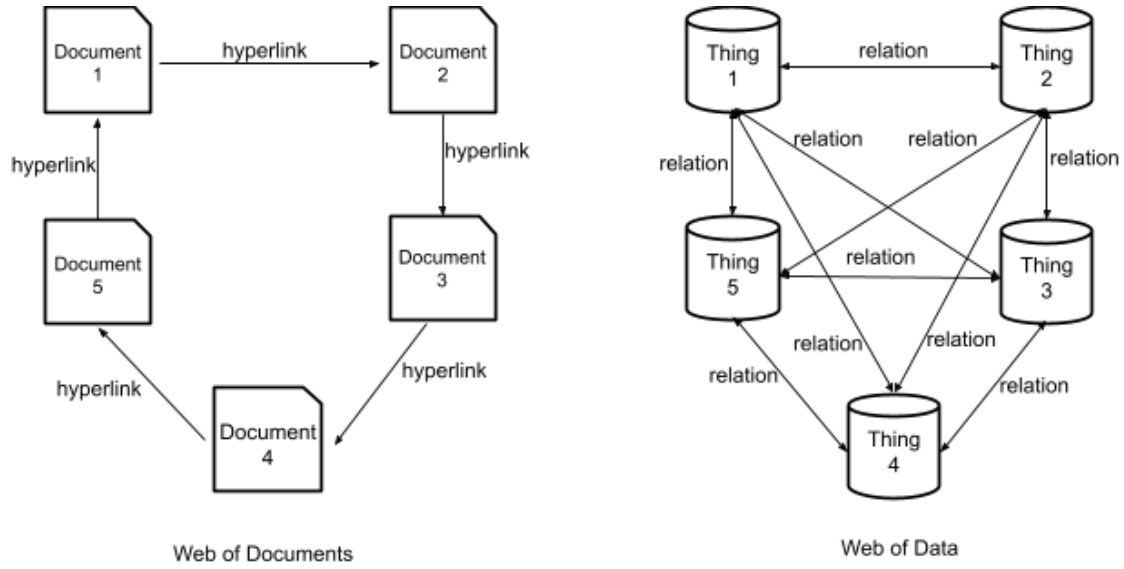 Document
1
hyperlink
Document
2
hyperlink
hyperlink
Document
5
Document
3
hyperlink
hyperlink
Document
4
Web of Documents
Thing
1
relation
Thing
2
relation
relation
relation
relation
Thing
5
relation
Thing
3
relation
relation
relation
relation
Thing
4
Web of Data